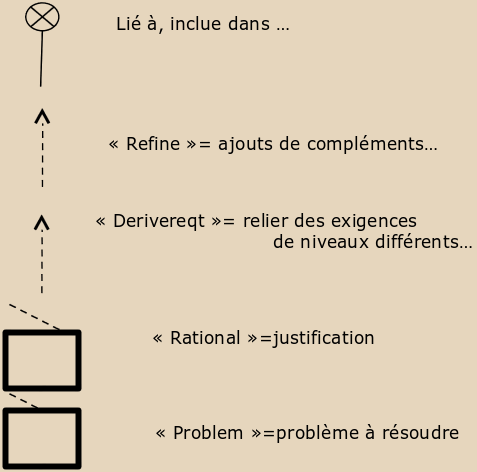 Lié à, inclue dans ...
« Refine »= ajouts de compléments...
« Derivereqt »= relier des exigences
de niveaux différents...
« Rational »=justification
« Problem »=problème à résoudre